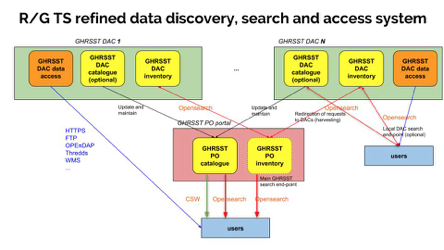 R/G TS refined data discovery, search and access system
GHRSST DAC 1
GHRSST DAC N
GHRSST
DAC data
access
GHRSST
DAC
catalogue
(optional)
GHRSST
DAC
inventory
...
GHRSST
DAC
catalogue
(optional)
GHRSST
DAC
inventory
GHRSST
DAC data
access
Update and
maintain
Opensearch
Update and
maintain
Opensearch
Redirection of requests
to DACs (harvesting)
Opensearch
Local DAC search
end-point (optional)
GHRSST PO portal
HTTPS
FTP
OPEnDAP
Thredds
WMS
...
GHRSST
PO
catalogue
GHRSST
PO
inventory
users
Main GHRSST
search end-point
CSW
Opensearch
Opensearch
users